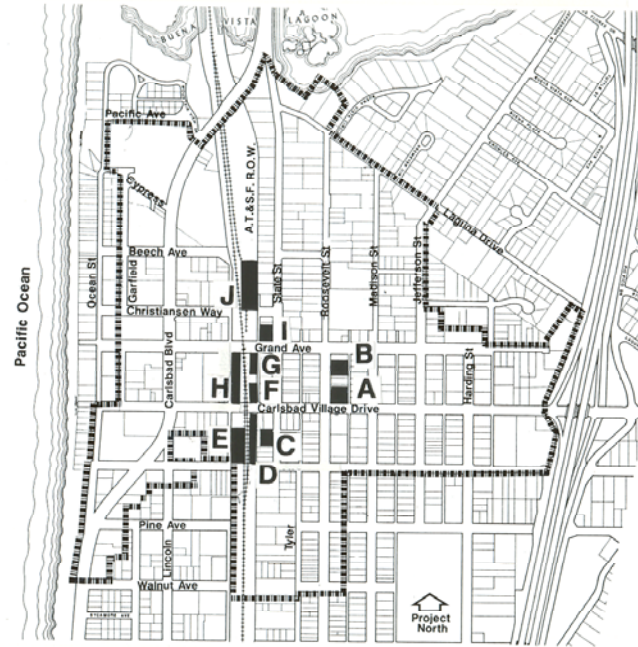 BUENA
VISTA
LAGOON
Pacific Ave
Cypress
A.T.&S.F. R.O.W.
Laguna Drive
Beech Ave
Ocean St
Garfield
State St
Roosevelt St
Madison St
Jefferson St
J
Christiansen Way
I
Pacific Ocean
Carlsbad Blvd
Grand Ave
B
G
H
F
A
Harding St
Carlsbad Village Drive
E
C
D
Pine Ave
Lincoln
Tyler
Walnut Ave
SYCAMORE AVE
Project
North